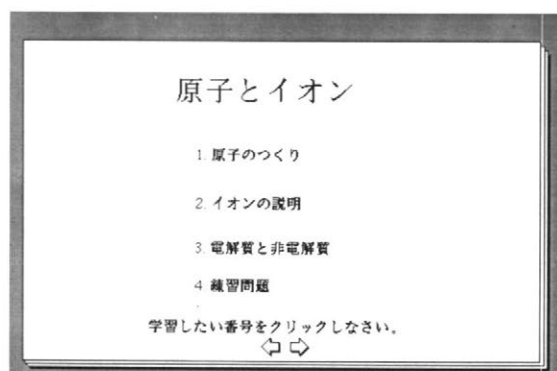 原子とイオン
1. 原子のつくり
2. イオンの説明
3. 電解質と非電解質
4 練習問題
学習したい番号をクリックしなさい。